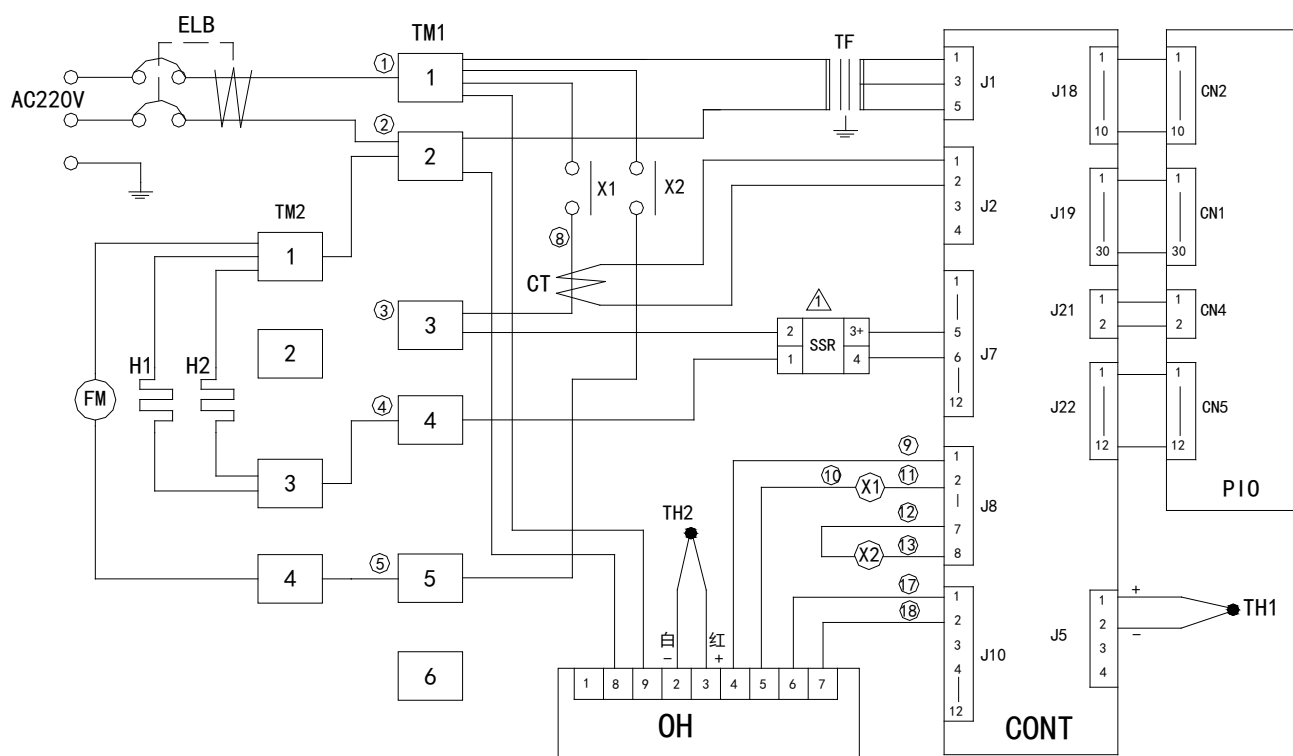 ELB
TM1
TF
AC220V
① 1
② 2
TM2
1
2
3
4
H1
H2
FM
③ 3
④ 4
⑤ 5
6
X1
X2
⑧
CT
△1
2 SSR 3+
1 4
TH2
白 红
− +
1 8 9 2 3 4 5 6 7
OH
⑨
⑩ X1 ⑪
⑫
X2 ⑬
⑰
⑱
1 3 5 J1
1 2 3 4 J2
1 5 6 12 J7
1 2 7 8 J8
1 2 3 4 12 J10
J18 1 10
1 10 CN2
J19 1 30
1 30 CN1
J21 1 2
1 2 CN4
J22 1 12
1 12 CN5
PIO
J5 1 2 3 4
+
−
TH1
CONT